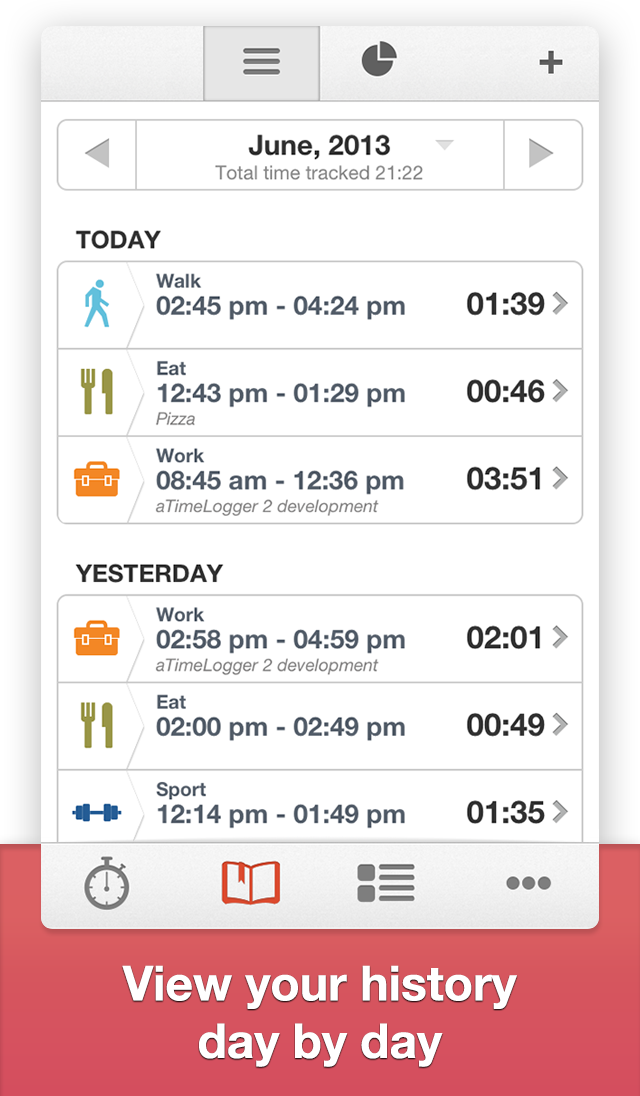 June, 2013
Total time tracked 21:22
TODAY
Walk
02:45 pm - 04:24 pm 01:39
Eat
12:43 pm - 01:29 pm 00:46
Pizza
Work
08:45 am - 12:36 pm 03:51
aTimeLogger 2 development
YESTERDAY
Work
02:58 pm - 04:59 pm 02:01
aTimeLogger 2 development
Eat
02:00 pm - 02:49 pm 00:49
Sport
12:14 pm - 01:49 pm 01:35
View your history
day by day